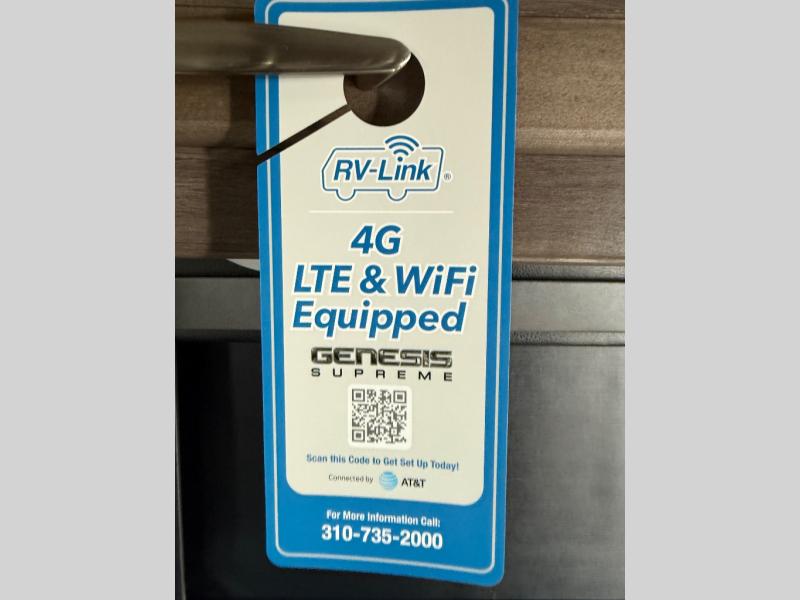 RV-Link®
4G
LTE & WiFi
Equipped
GENESIS
SUPREME
Scan this Code to Get Set Up Today!
Connected by AT&T
For More Information Call:
310-735-2000